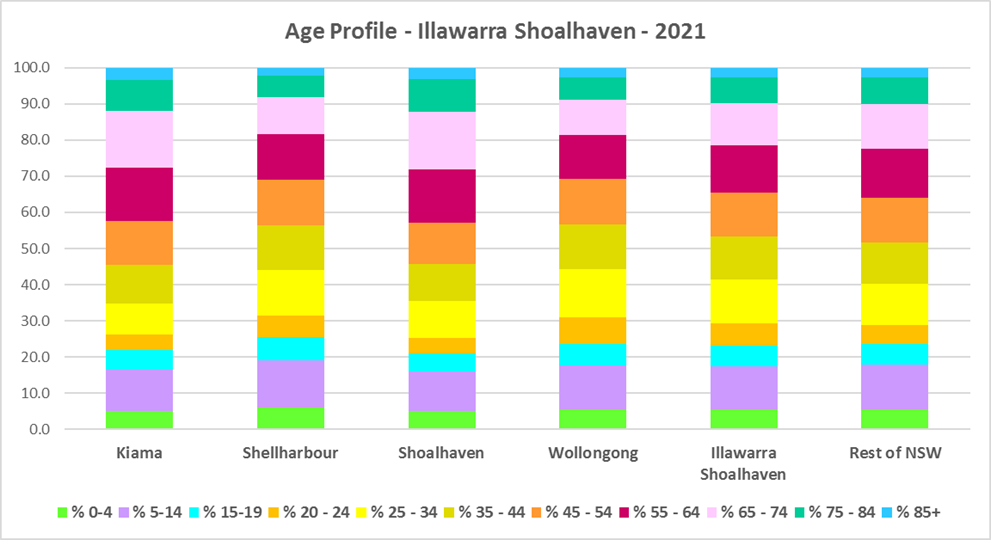 Age Profile - Illawarra Shoalhaven - 2021
100.0
90.0
80.0
70.0
60.0
50.0
40.0
30.0
20.0
10.0
0.0
Kiama
Shellharbour
Shoalhaven
Wollongong
Illawarra
Shoalhaven
Rest of NSW
% 0-4 % 5-14 % 15-19 % 20 - 24 % 25 - 34 % 35 - 44 % 45 - 54 % 55 - 64 % 65 - 74 % 75 - 84 % 85+